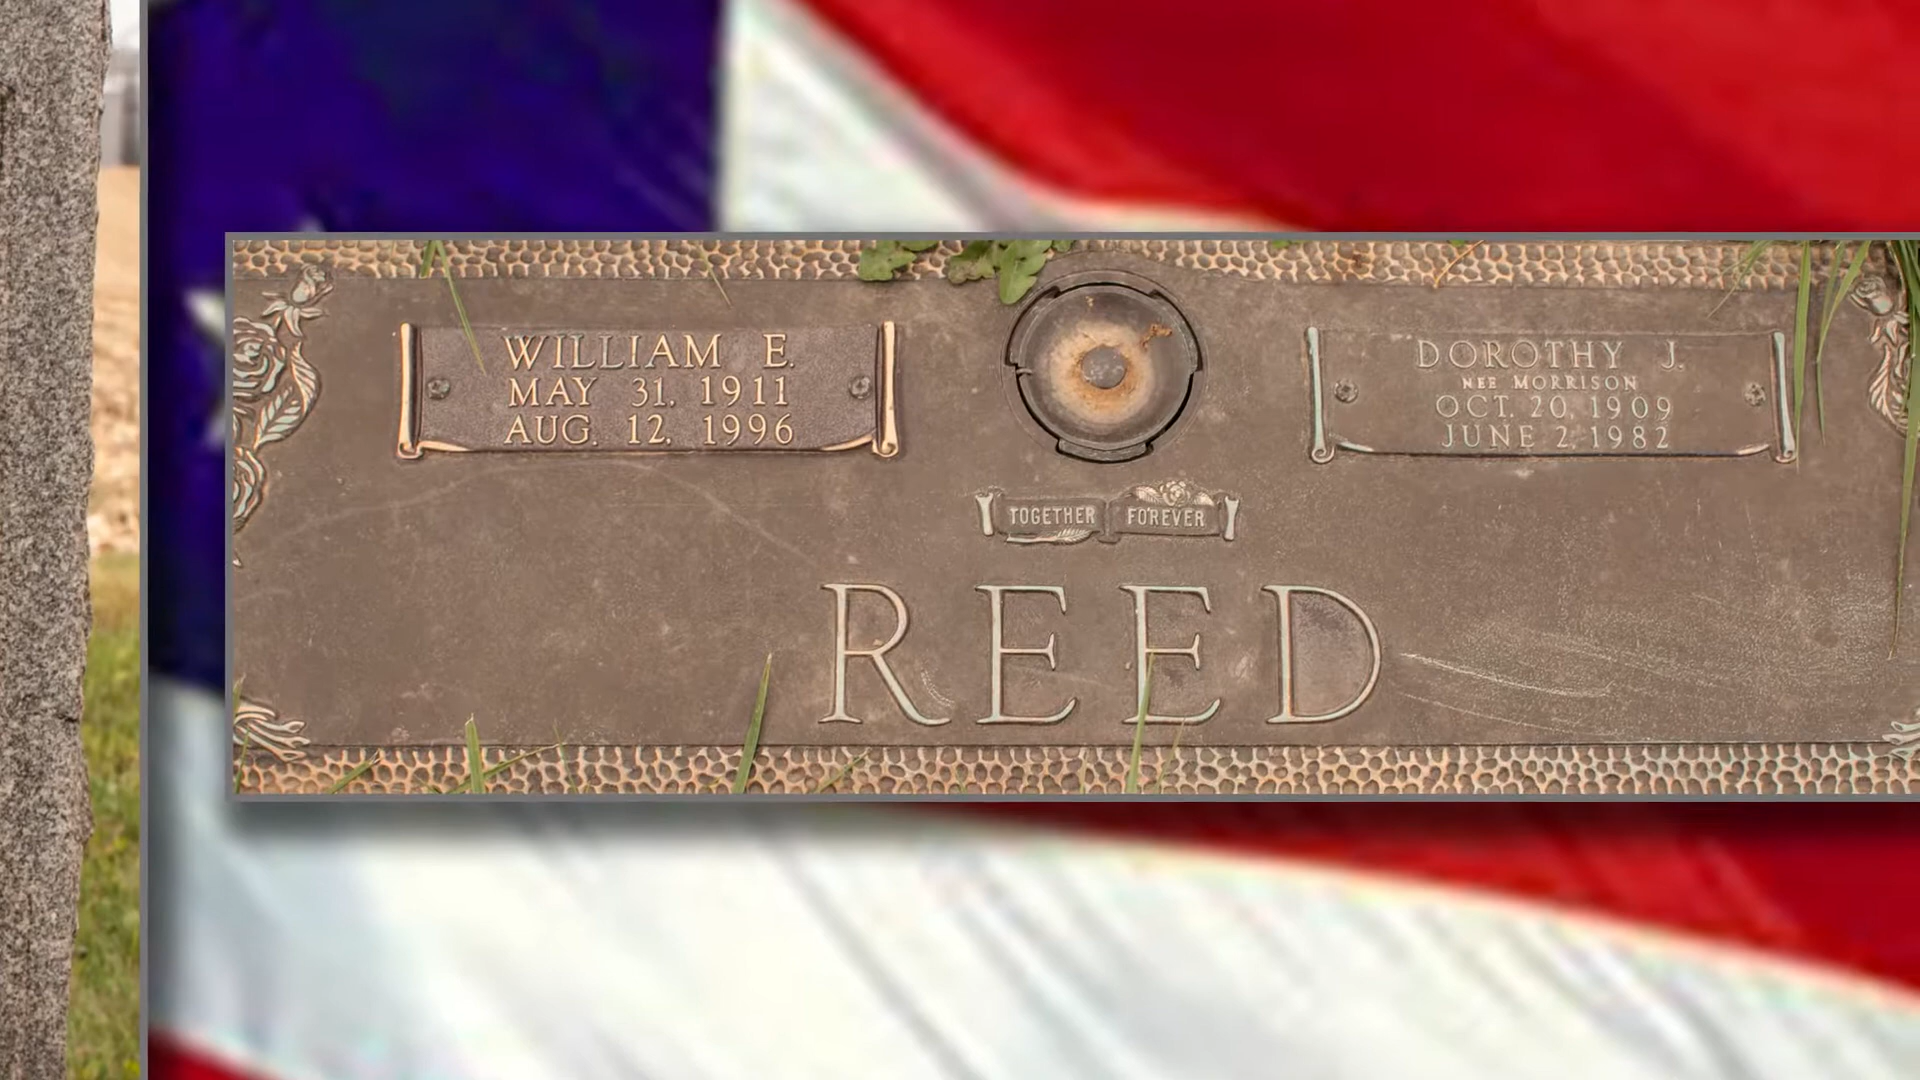 WILLIAM E.
MAY 31, 1911
AUG. 12, 1996
DOROTHY J.
NEE MORRISON
OCT. 20, 1909
JUNE 2, 1982
TOGETHER FOREVER
REED